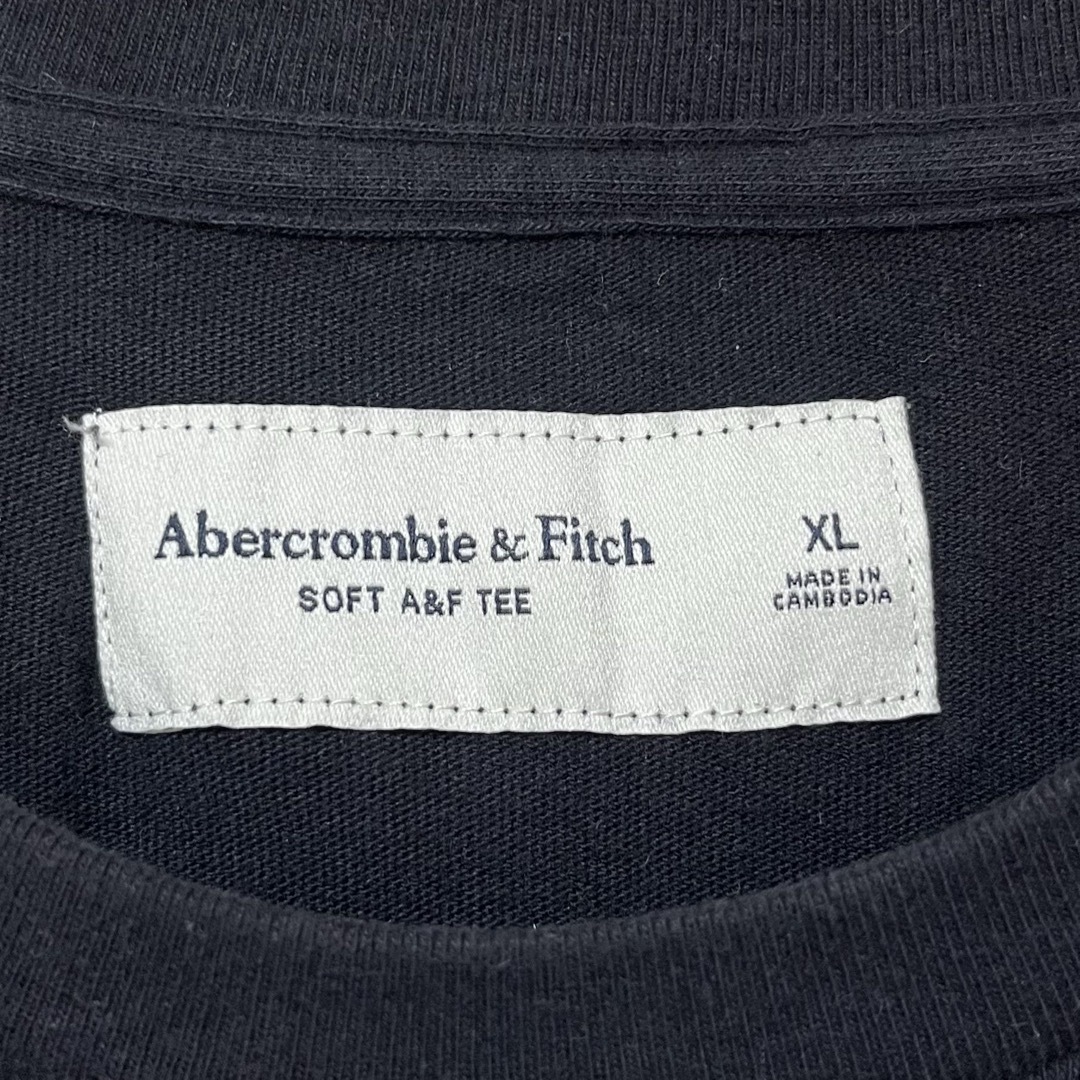 Abercrombie & Fitch
SOFT A&F TEE
XL
MADE IN
CAMBODIA